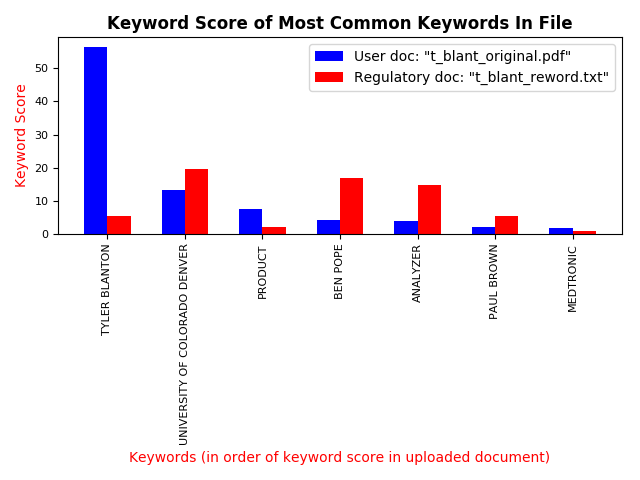 Keyword Score of Most Common Keywords In File
User doc: "t_blant_original.pdf"
Regulatory doc: "t_blant_reword.txt"
Keyword Score
50
40
30
20
10
0
TYLER BLANTON
UNIVERSITY OF COLORADO DENVER
PRODUCT
BEN POPE
ANALYZER
PAUL BROWN
MEDTRONIC
Keywords (in order of keyword score in uploaded document)